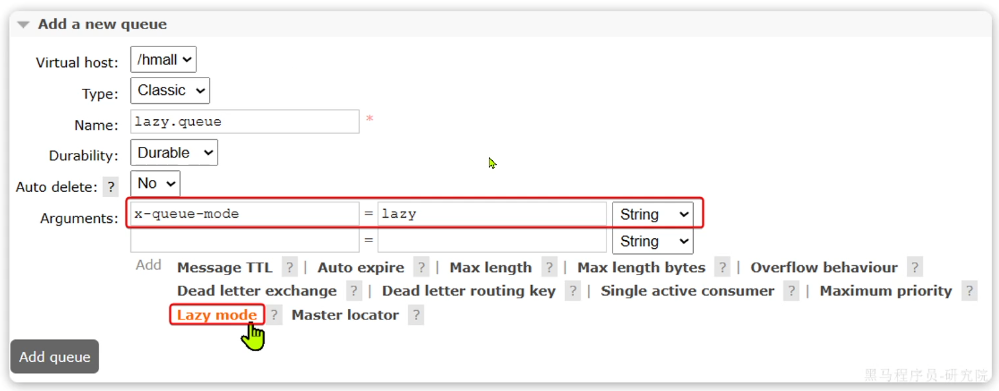 Add a new queue
Virtual host: /hmall
Type: Classic
Name: lazy.queue *
Durability: Durable
Auto delete: ? No
Arguments: x-queue-mode = lazy String
= String
Add Message TTL ? | Auto expire ? | Max length ? | Max length bytes ? | Overflow behaviour ?
Dead letter exchange ? | Dead letter routing key ? | Single active consumer ? | Maximum priority ?
Lazy mode ? Master locator ?
Add queue
黑马程序员-研究院